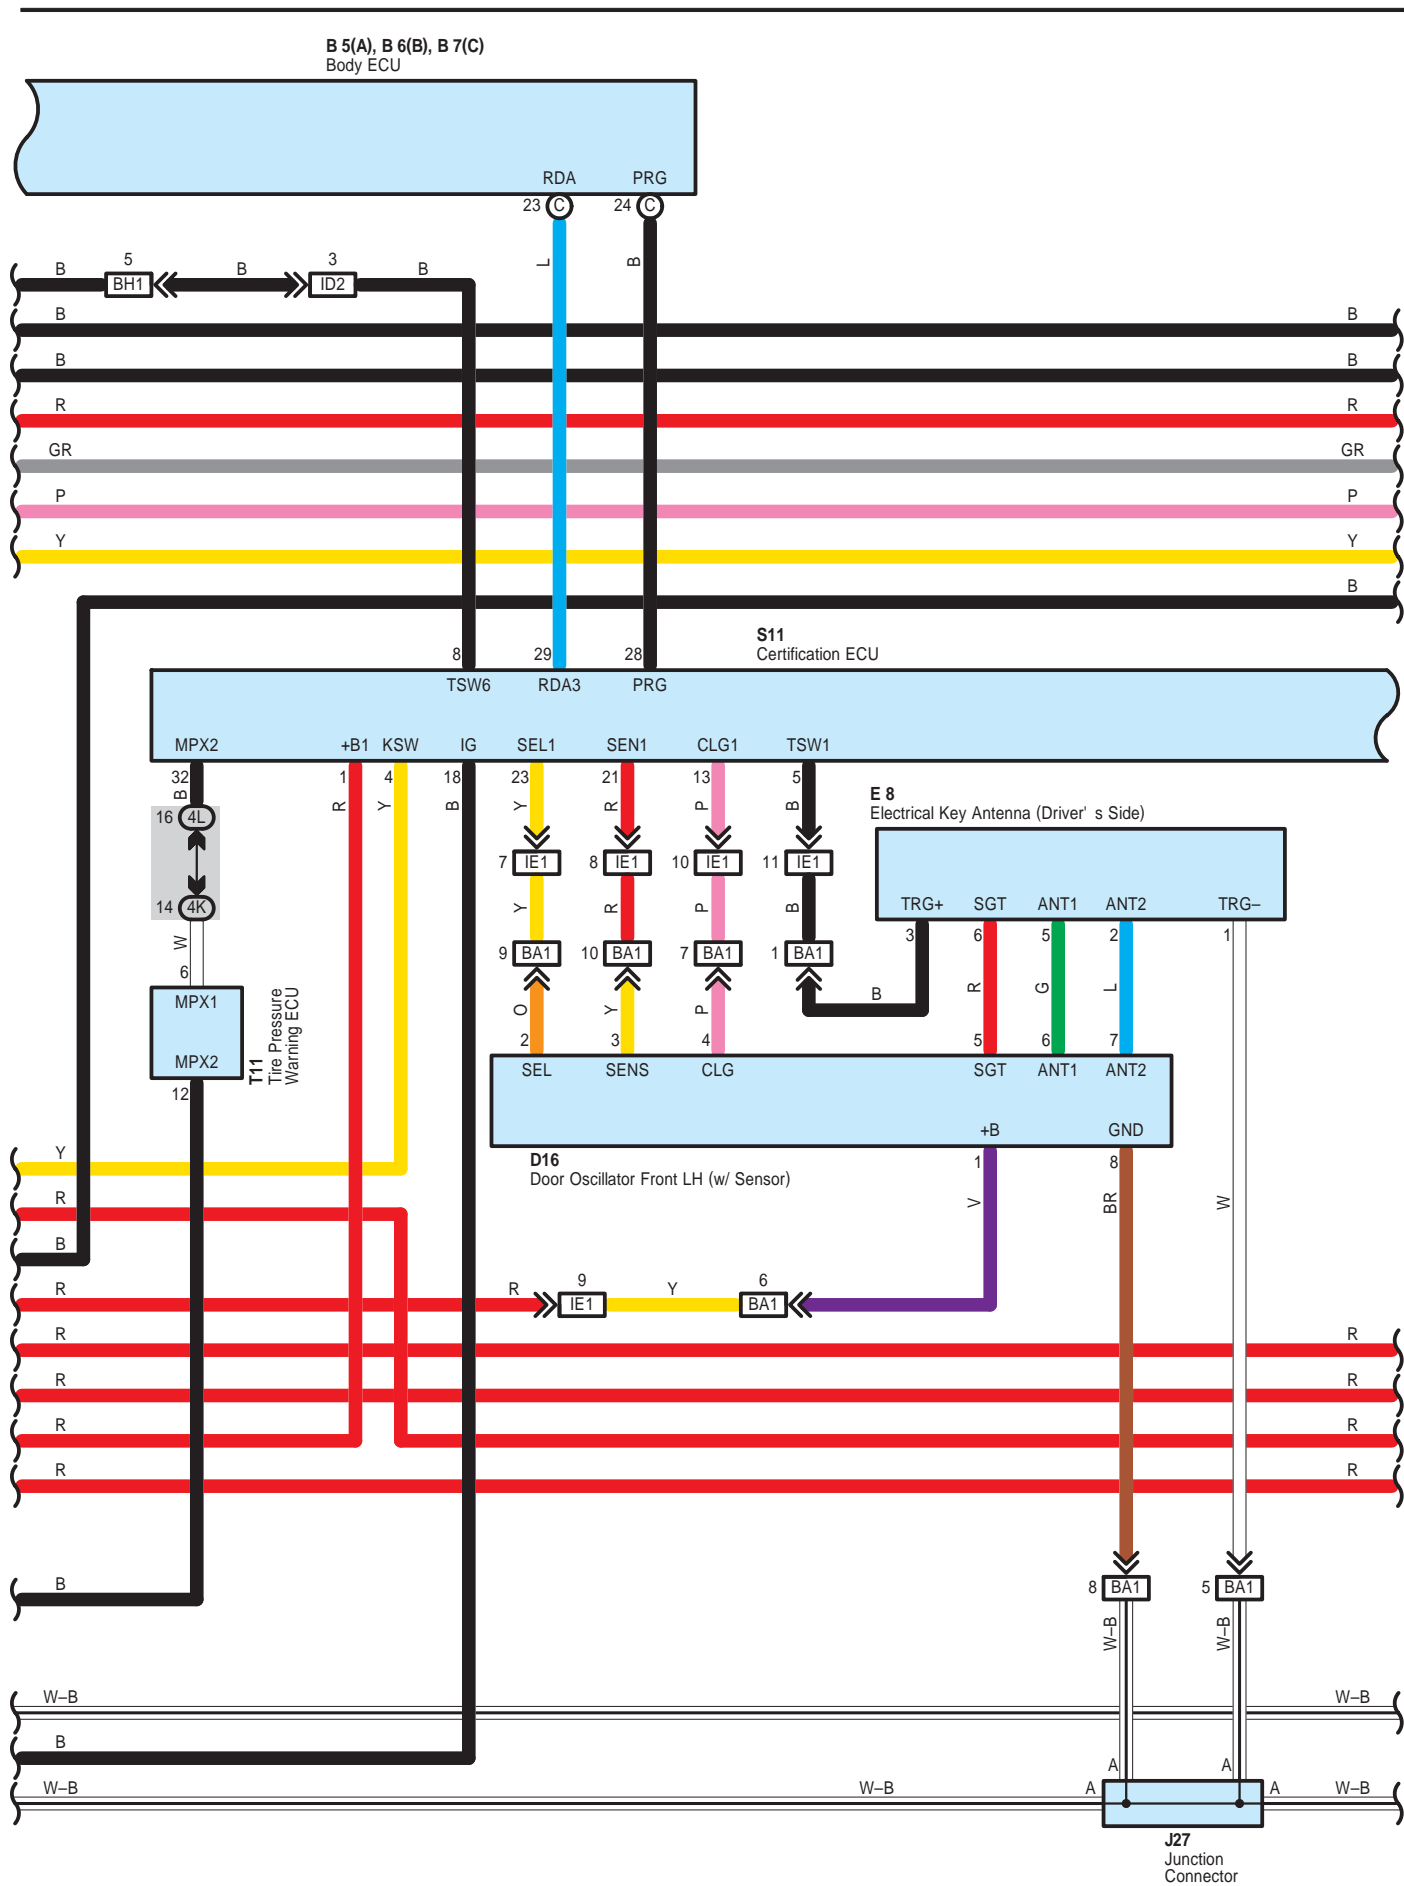 B 5(A), B 6(B), B 7(C)
Body ECU
RDA PRG
23 C 24 C
L B
5 3
B BH1 B ID2 B
B B
B B
R R
GR GR
P P
Y Y
B
S11
Certification ECU
8 29 28
TSW6 RDA3 PRG
MPX2 +B1 KSW IG SEL1 SEN1 CLG1 TSW1
32 1 4 18 23 21 13 5
B R Y B Y R P B
E 8
Electrical Key Antenna (Driver' s Side)
16 4L
7 IE1 8 IE1 10 IE1 11 IE1
14 4K
Y R P B
TRG+ SGT ANT1 ANT2 TRG–
3 6 5 2 1
W
9 BA1 10 BA1 7 BA1 1 BA1
6
MPX1
B
O Y P R G L
MPX2
T11
Tire Pressure
Warning ECU
12
2 3 4 5 6 7
SEL SENS CLG SGT ANT1 ANT2
+B GND
D16
Door Oscillator Front LH (w/ Sensor)
1 8
V BR W
Y
R
B
R R 9 IE1 Y 6 BA1
R R
R R
R R
R R
B
8 BA1 5 BA1
W–B W–B
W–B W–B
B
A A
W–B W–B A A W–B
J27
Junction
Connector